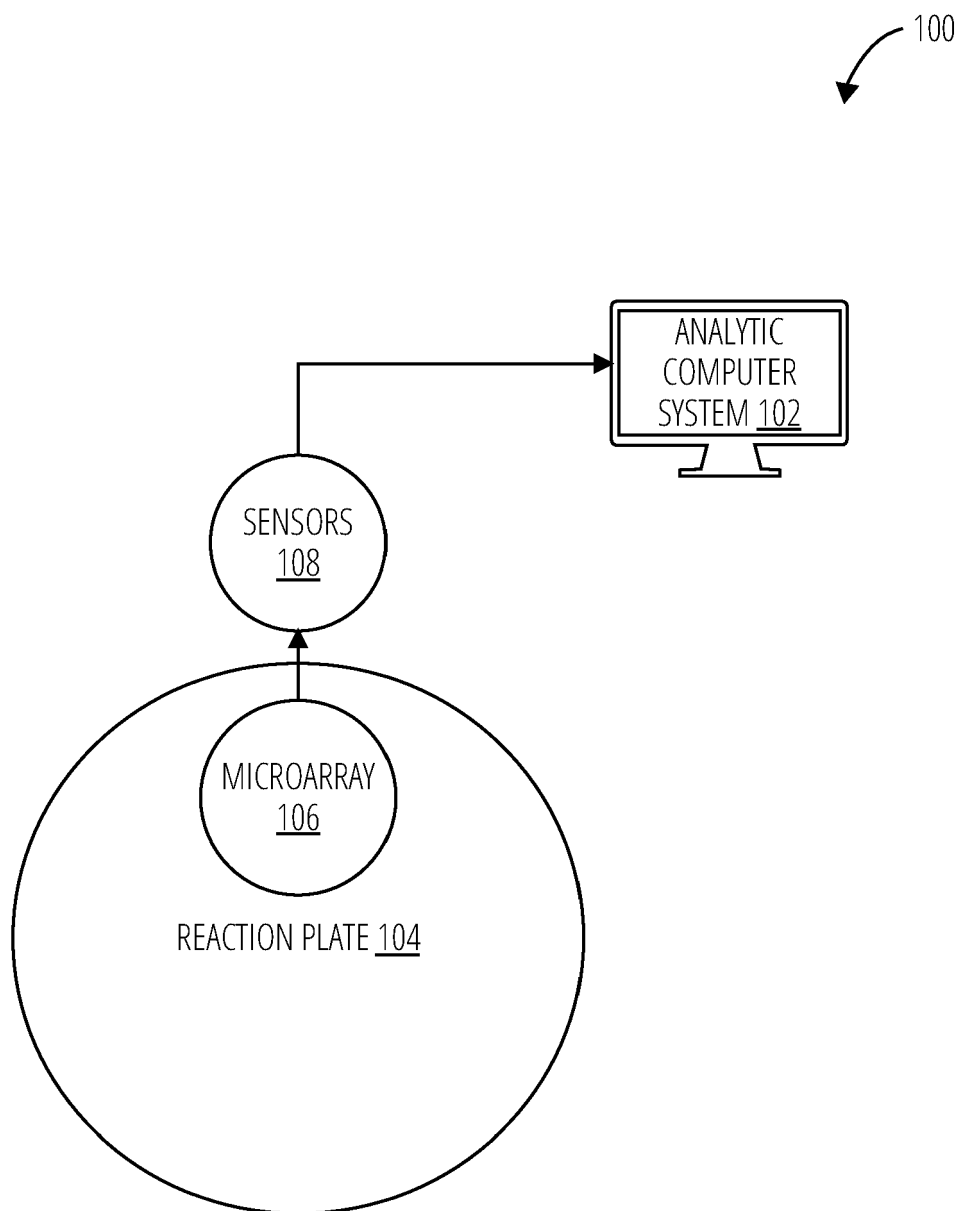 100
ANALYTIC
COMPUTER
SYSTEM 102
SENSORS
108
MICROARRAY
106
REACTION PLATE 104